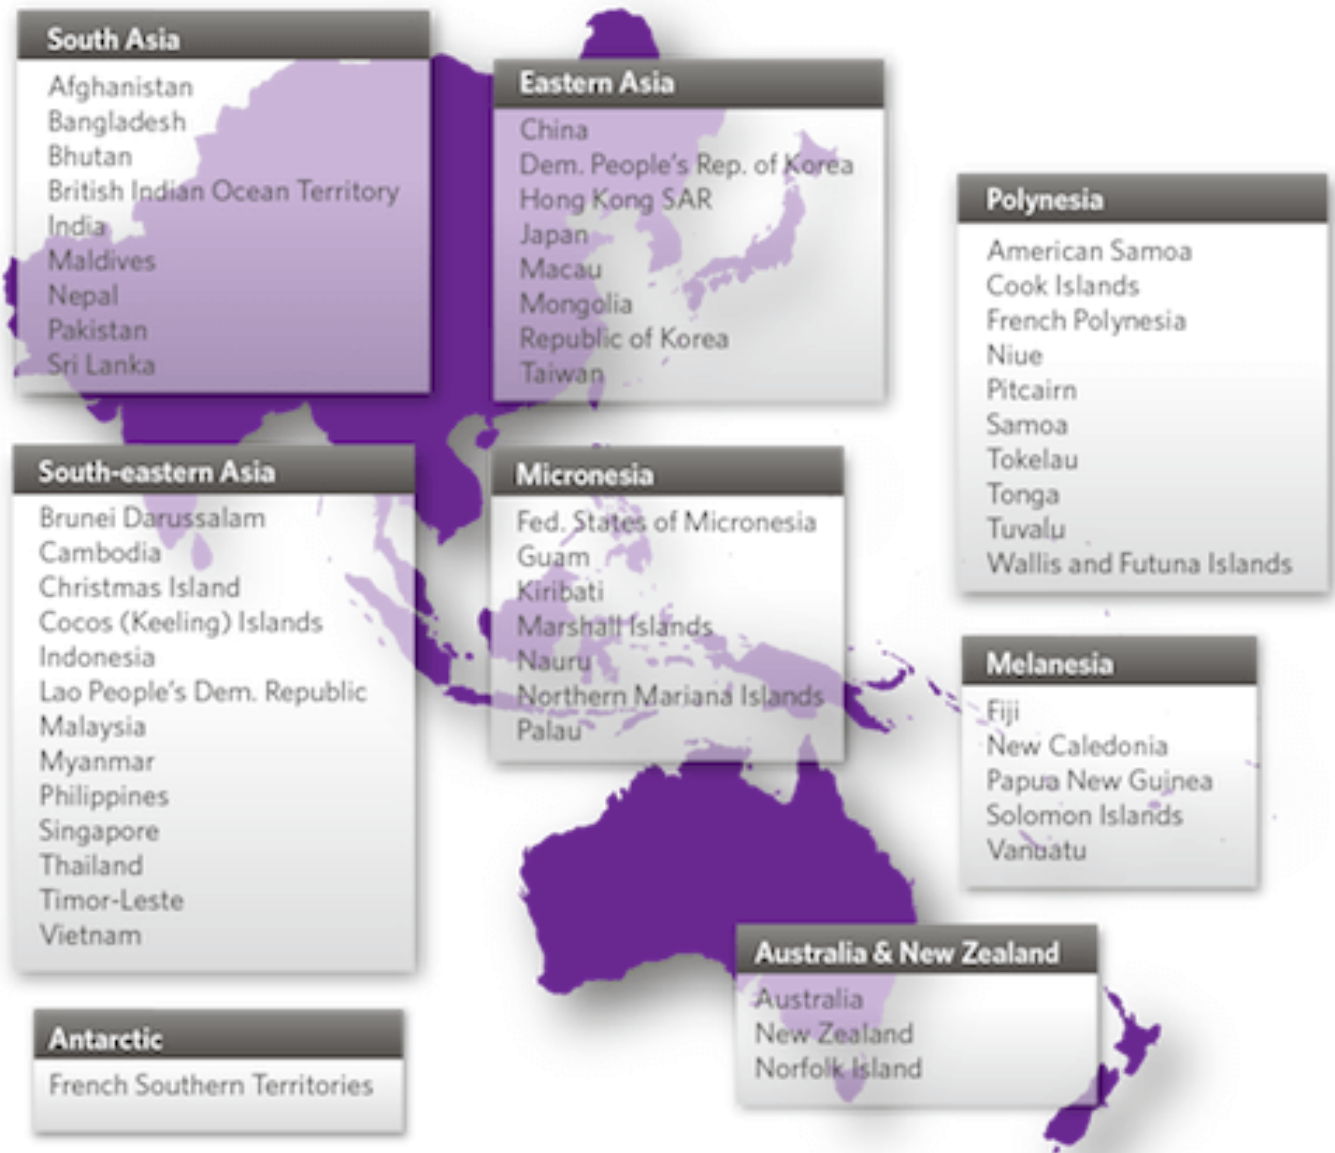 South Asia
Afghanistan
Bangladesh
Bhutan
British Indian Ocean Territory
India
Maldives
Nepal
Pakistan
Sri Lanka
Eastern Asia
China
Dem. People's Rep. of Korea
Hong Kong SAR
Japan
Macau
Mongolia
Republic of Korea
Taiwan
Polynesia
American Samoa
Cook Islands
French Polynesia
Niue
Pitcairn
Samoa
Tokelau
Tonga
Tuvalu
Wallis and Futuna Islands
South-eastern Asia
Brunei Darussalam
Cambodia
Christmas Island
Cocos (Keeling) Islands
Indonesia
Lao People's Dem. Republic
Malaysia
Myanmar
Philippines
Singapore
Thailand
Timor-Leste
Vietnam
Micronesia
Fed. States of Micronesia
Guam
Kiribati
Marshall Islands
Nauru
Northern Mariana Islands
Palau
Melanesia
Fiji
New Caledonia
Papua New Guinea
Solomon Islands
Vanuatu
Australia & New Zealand
Australia
New Zealand
Norfolk Island
Antarctic
French Southern Territories